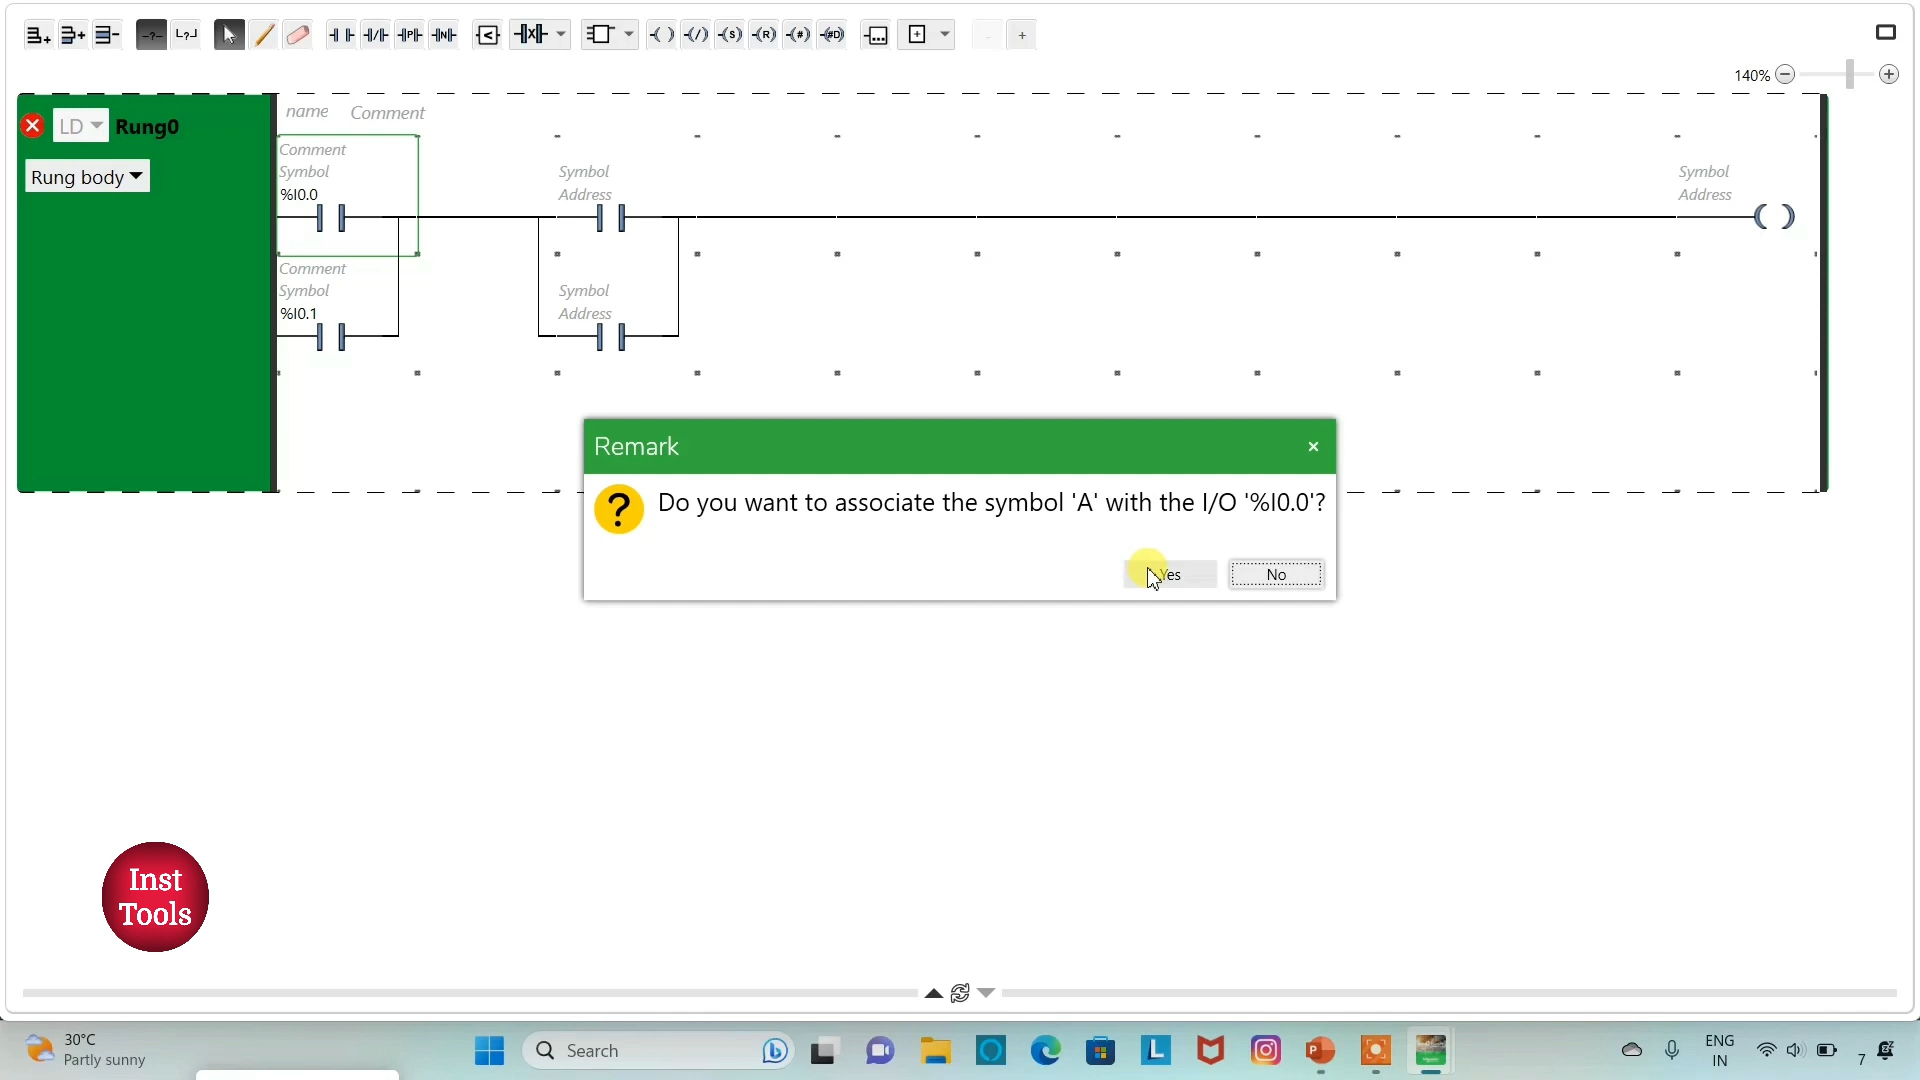 -?-
L?┘
P
N
<
X
/
S
R
#
#D
...
+
-
+
140%
LD
Rung0
name
Comment
Rung body
Comment
Symbol
%I0.0
Symbol
Address
Symbol
Address
Comment
Symbol
%I0.1
Symbol
Address
Remark
Do you want to associate the symbol 'A' with the I/O '%I0.0'?
Yes
No
Inst
Tools
30°C
Partly sunny
Search
ENG
IN
7